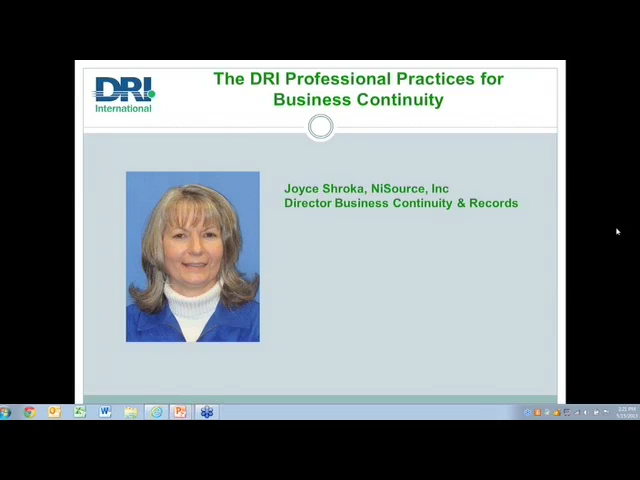 The DRI Professional Practices for
Business Continuity
DRI
International
Joyce Shroka, NiSource, Inc
Director Business Continuity & Records